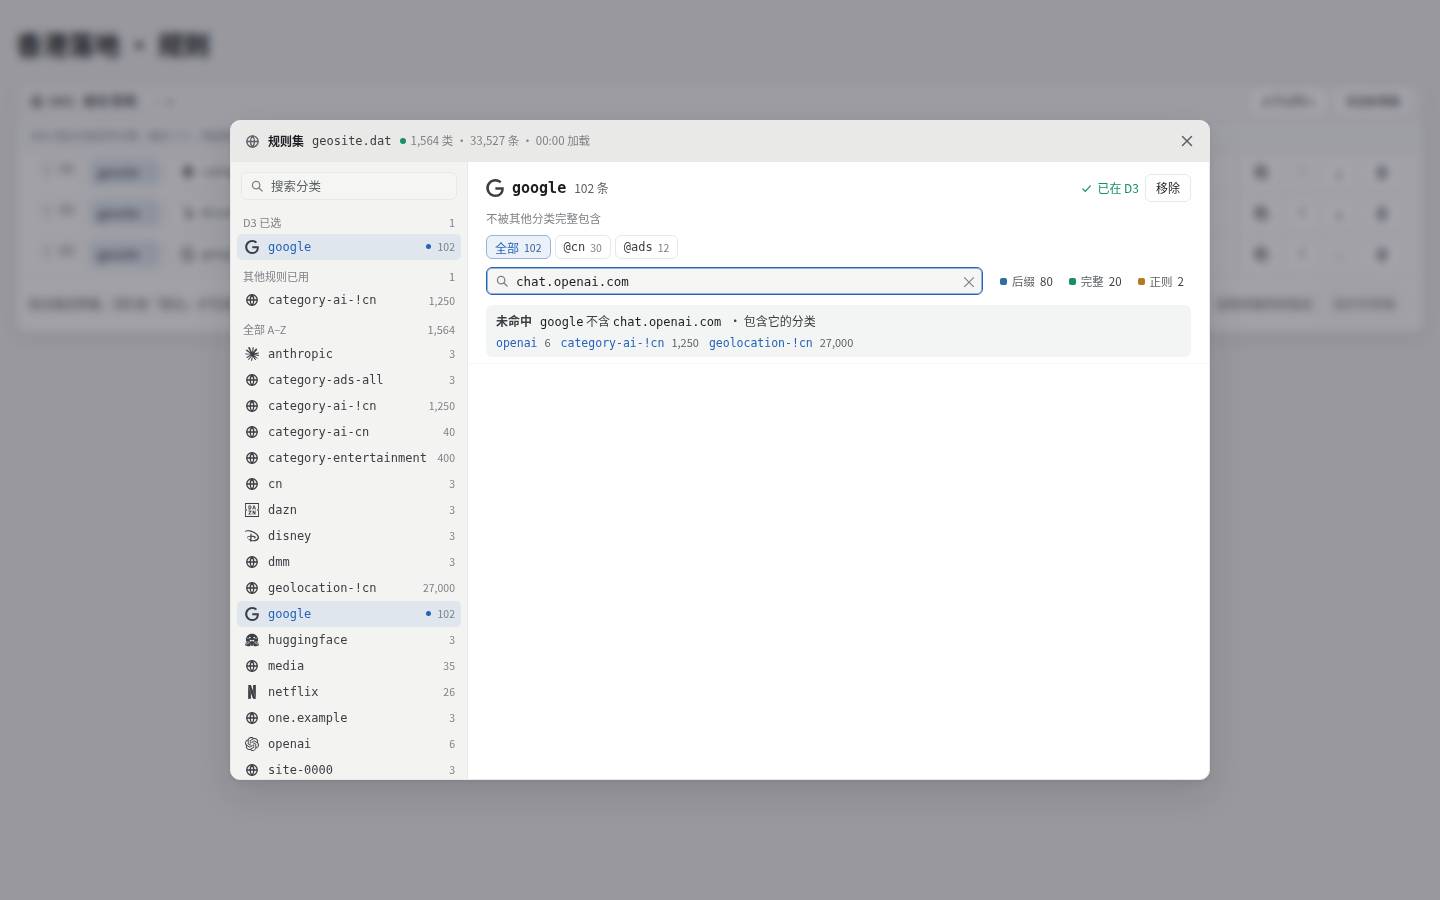 香港落地 · 规则
规则集 geosite.dat 1,564 类 · 33,527 条 · 00:00 加载
搜索分类
D3 已选 1
google 102
其他规则已用 1
category-ai-!cn 1,250
全部 A–Z 1,564
anthropic 3
category-ads-all 3
category-ai-!cn 1,250
category-ai-cn 40
category-entertainment 400
cn 3
dazn 3
disney 3
dmm 3
geolocation-!cn 27,000
google 102
huggingface 3
media 35
netflix 26
one.example 3
openai 6
site-0000 3
google 102 条 已在 D3 移除
不被其他分类完整包含
全部 102 @cn 30 @ads 12
chat.openai.com 后缀 80 完整 20 正则 2
未命中 google 不含 chat.openai.com · 包含它的分类
openai 6 category-ai-!cn 1,250 geolocation-!cn 27,000